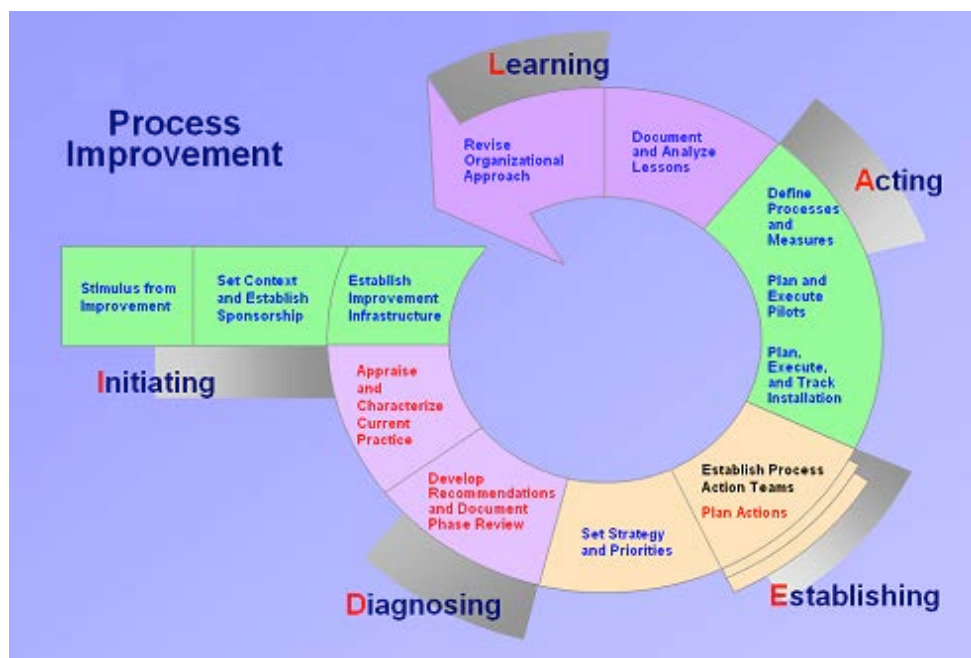 Process
Improvement
Learning
Revise
Organizational
Approach
Document
and Analyze
Lessons
Acting
Define
Processes
and
Measures
Plan and
Execute
Pilots
Plan,
Execute,
and Track
Installation
Stimulus from
Improvement
Set Context
and Establish
Sponsorship
Establish
Improvement
Infrastructure
Initiating
Appraise
and
Characterize
Current
Practice
Develop
Recommendations
and Document
Phase Review
Diagnosing
Set Strategy
and Priorities
Establish Process
Action Teams
Plan Actions
Establishing